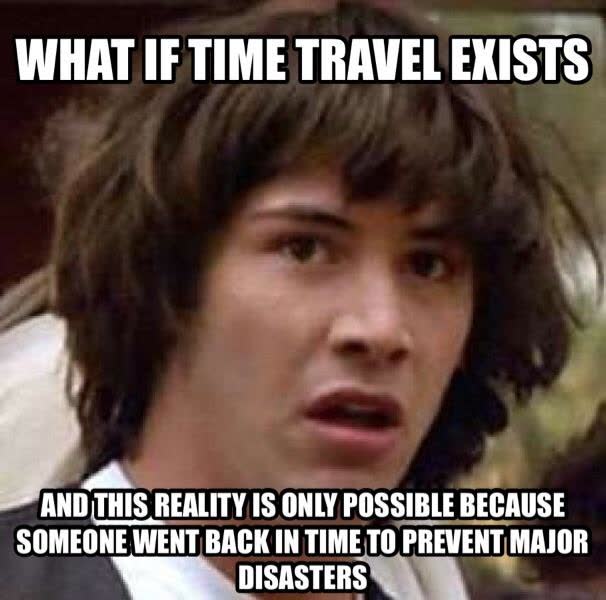 WHAT IF TIME TRAVEL EXISTS
AND THIS REALITY IS ONLY POSSIBLE BECAUSE
SOMEONE WENT BACK IN TIME TO PREVENT MAJOR
DISASTERS